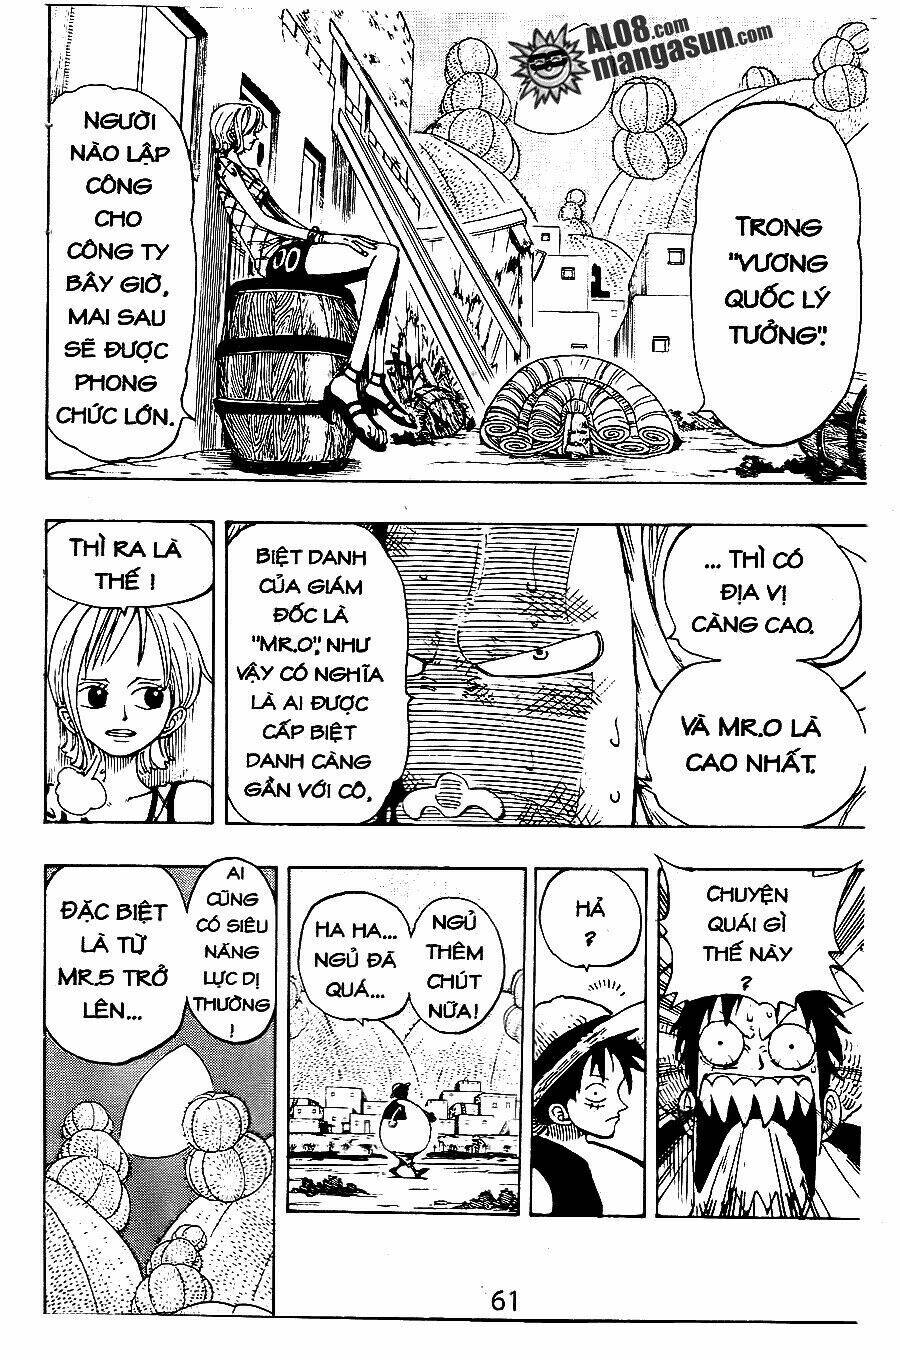 ALO8.com
mangasun.com
TRONG
"VƯƠNG
QUỐC LÝ
TƯỞNG".
NGƯỜI
NÀO LẬP
CÔNG
CHO
CÔNG TY
BÂY GIỜ,
MAI SAU
SẼ ĐƯỢC
PHONG
CHỨC LỚN.
... THÌ CÓ
ĐỊA VỊ
CÀNG CAO.
VÀ MR.O LÀ
CAO NHẤT.
BIỆT DANH
CỦA GIÁM
ĐỐC LÀ
"MR.O", NHƯ
VẬY CÓ NGHĨA
LÀ AI ĐƯỢC
CẤP BIỆT
DANH CÀNG
GẦN VỚI CÔ,
THÌ RA LÀ
THẾ !
CHUYỆN
QUÁI GÌ
THẾ NÀY
?
HẢ
?
NGỦ
THÊM
CHÚT
NỮA!
HA HA...
NGỦ ĐÃ
QUÁ...
AI
CŨNG
CÓ SIÊU
NĂNG
LỰC DỊ
THƯỜNG
!
ĐẶC BIỆT
LÀ TỪ
MR.5 TRỞ
LÊN...
61